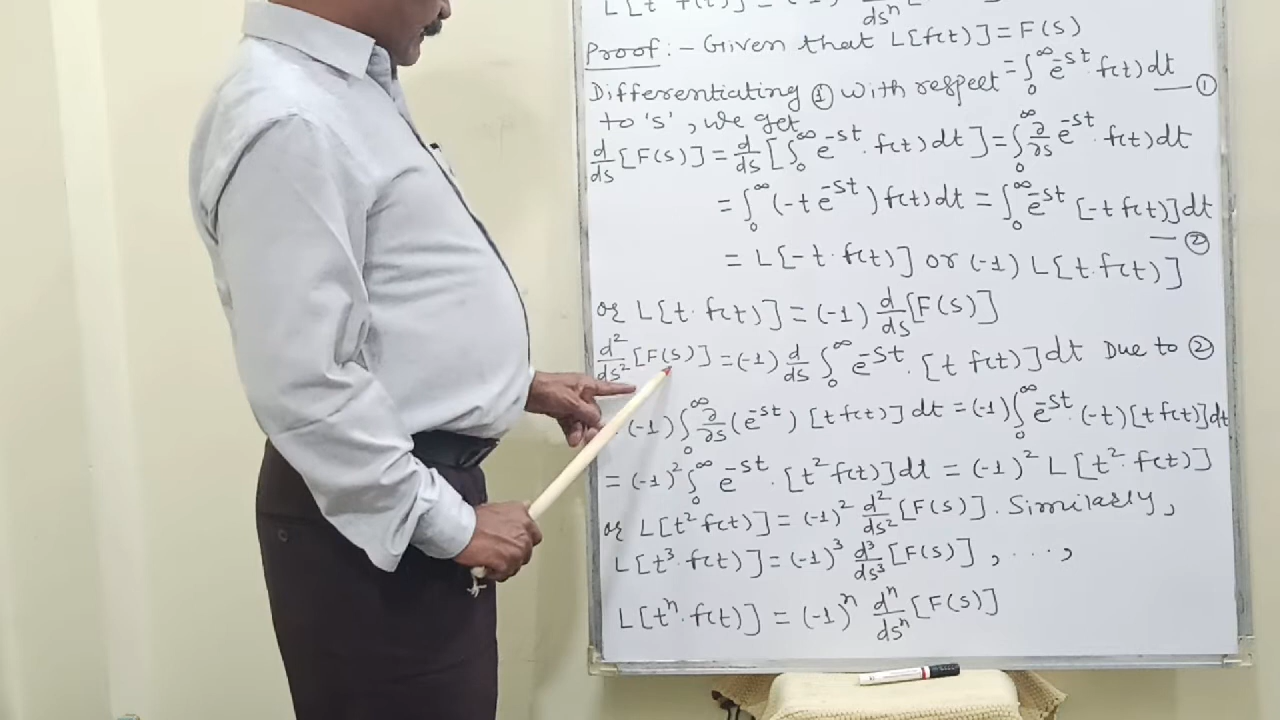 L[tⁿ f(t)] = (-1)ⁿ dⁿ/dsⁿ
Proof :- Given that L[f(t)] = F(s)
= ∫₀^∞ e^-st. f(t) dt — ①
Differentiating ① with respect
to 's', we get
d/ds [F(s)] = d/ds [∫₀^∞ e^-st. f(t) dt] = ∫₀^∞ ∂/∂s e^-st. f(t) dt
= ∫₀^∞ (-t e^-st) f(t) dt = ∫₀^∞ e^-st [-t f(t)] dt — ②
= L[-t. f(t)] or (-1) L[t. f(t)]
or L[t. f(t)] = (-1) d/ds [F(s)]
d²/ds² [F(s)] = (-1) d/ds ∫₀^∞ e^-st. [t f(t)] dt Due to ②
(-1) ∫₀^∞ ∂/∂s (e^-st) [t f(t)] dt = (-1) ∫₀^∞ e^-st. (-t) [t f(t)] dt
= (-1)² ∫₀^∞ e^-st. [t² f(t)] dt = (-1)² L[t². f(t)]
or L[t² f(t)] = (-1)² d²/ds² [F(s)]. Similarly,
L[t³. f(t)] = (-1)³ d³/ds³ [F(s)], ...,
L[tⁿ. f(t)] = (-1)ⁿ dⁿ/dsⁿ [F(s)]